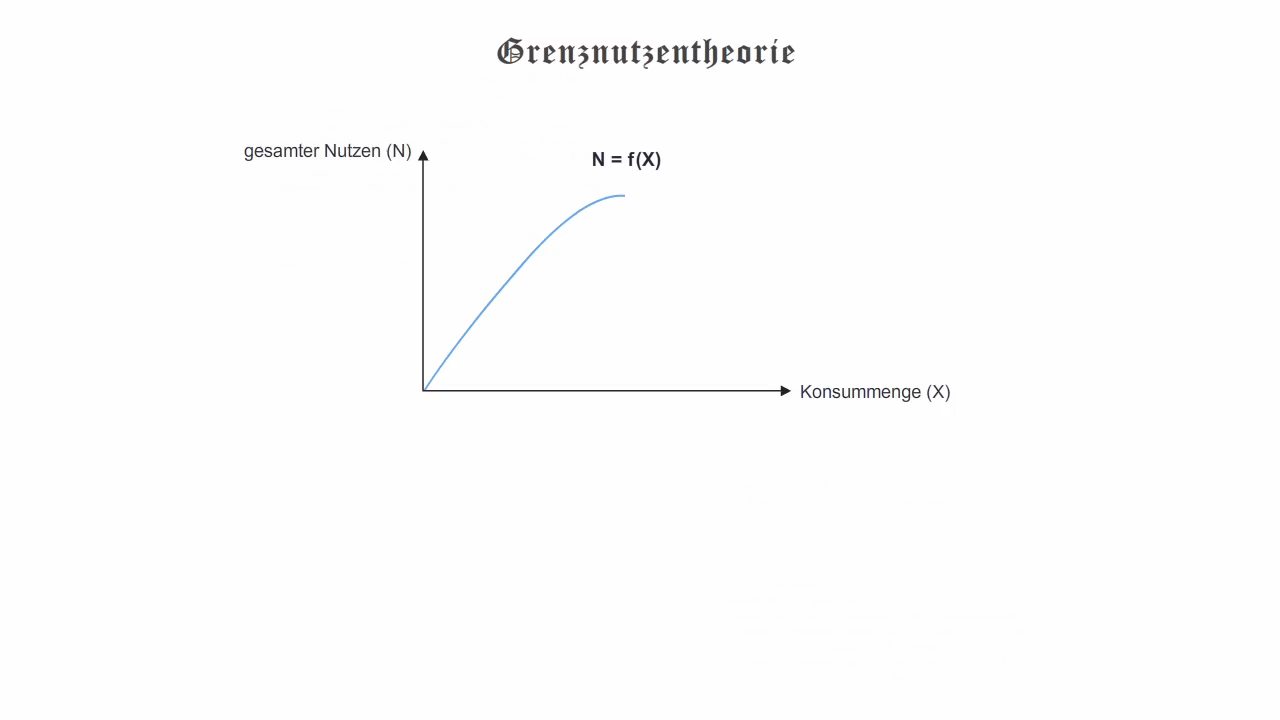 Grenznutzentheorie
gesamter Nutzen (N)
N = f(X)
Konsummenge (X)